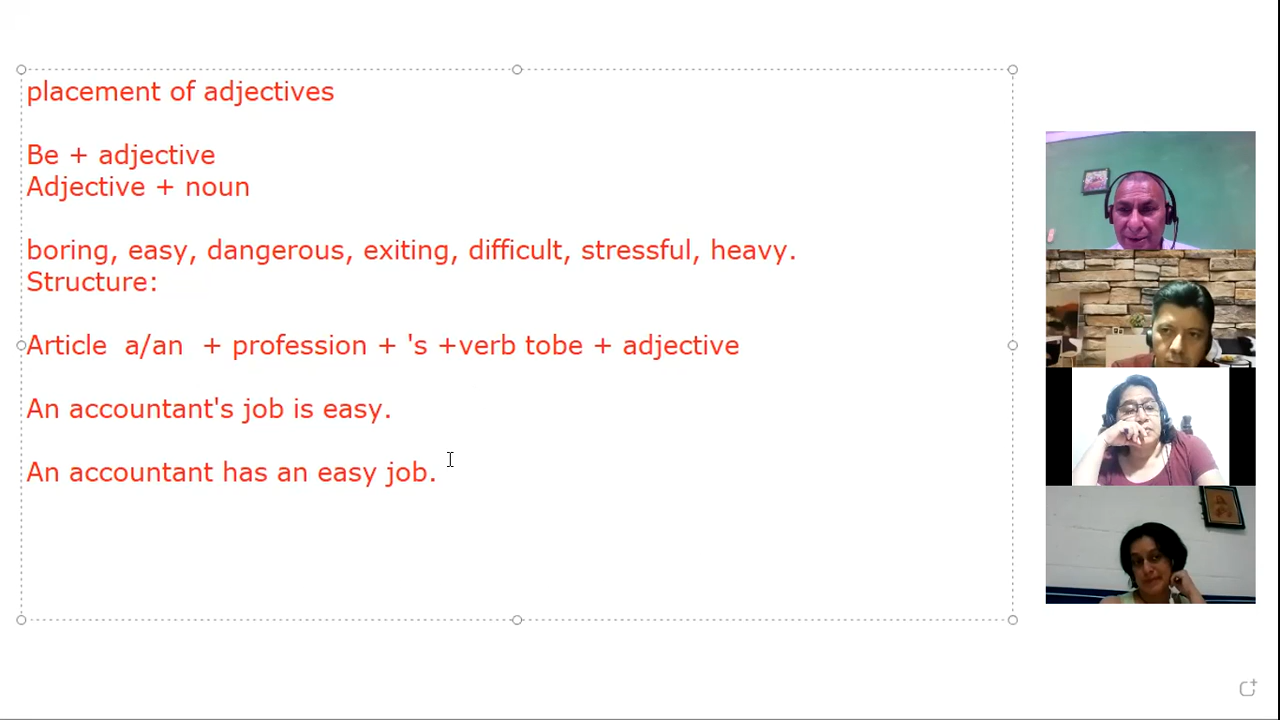 placement of adjectives
Be + adjective
Adjective + noun
boring, easy, dangerous, exiting, difficult, stressful, heavy.
Structure:
Article  a/an  + profession + 's +verb tobe + adjective
An accountant's job is easy.
An accountant has an easy job.